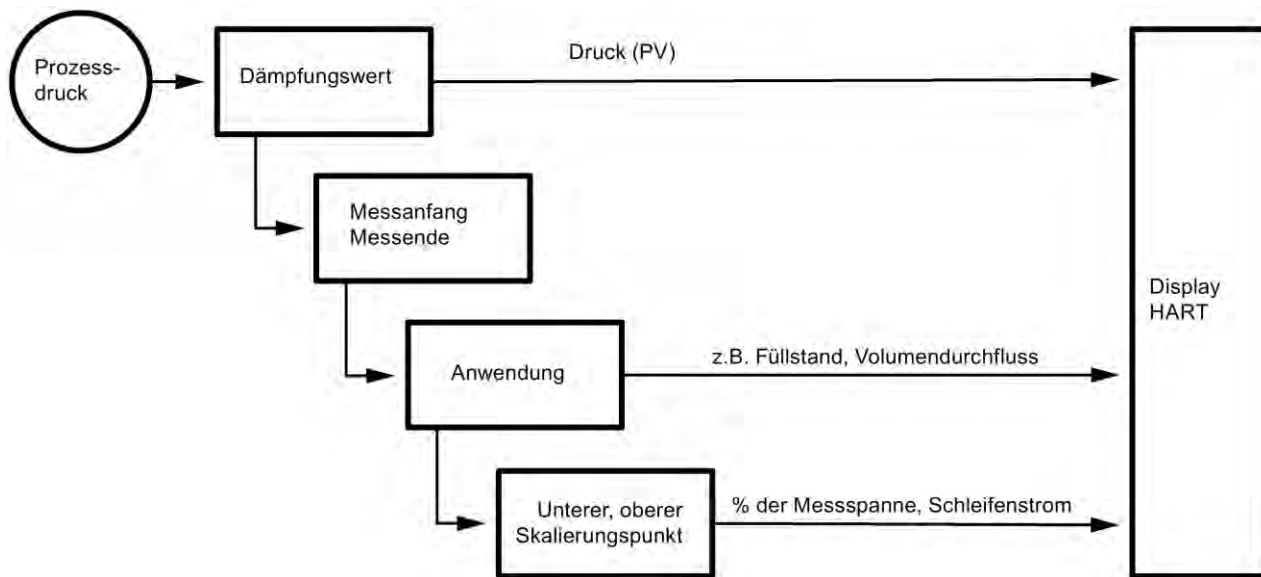 Prozess-
druck
Dämpfungswert
Druck (PV)
Messanfang
Messende
Anwendung
z.B. Füllstand, Volumendurchfluss
Unterer, oberer
Skalierungspunkt
% der Messspanne, Schleifenstrom
Display
HART